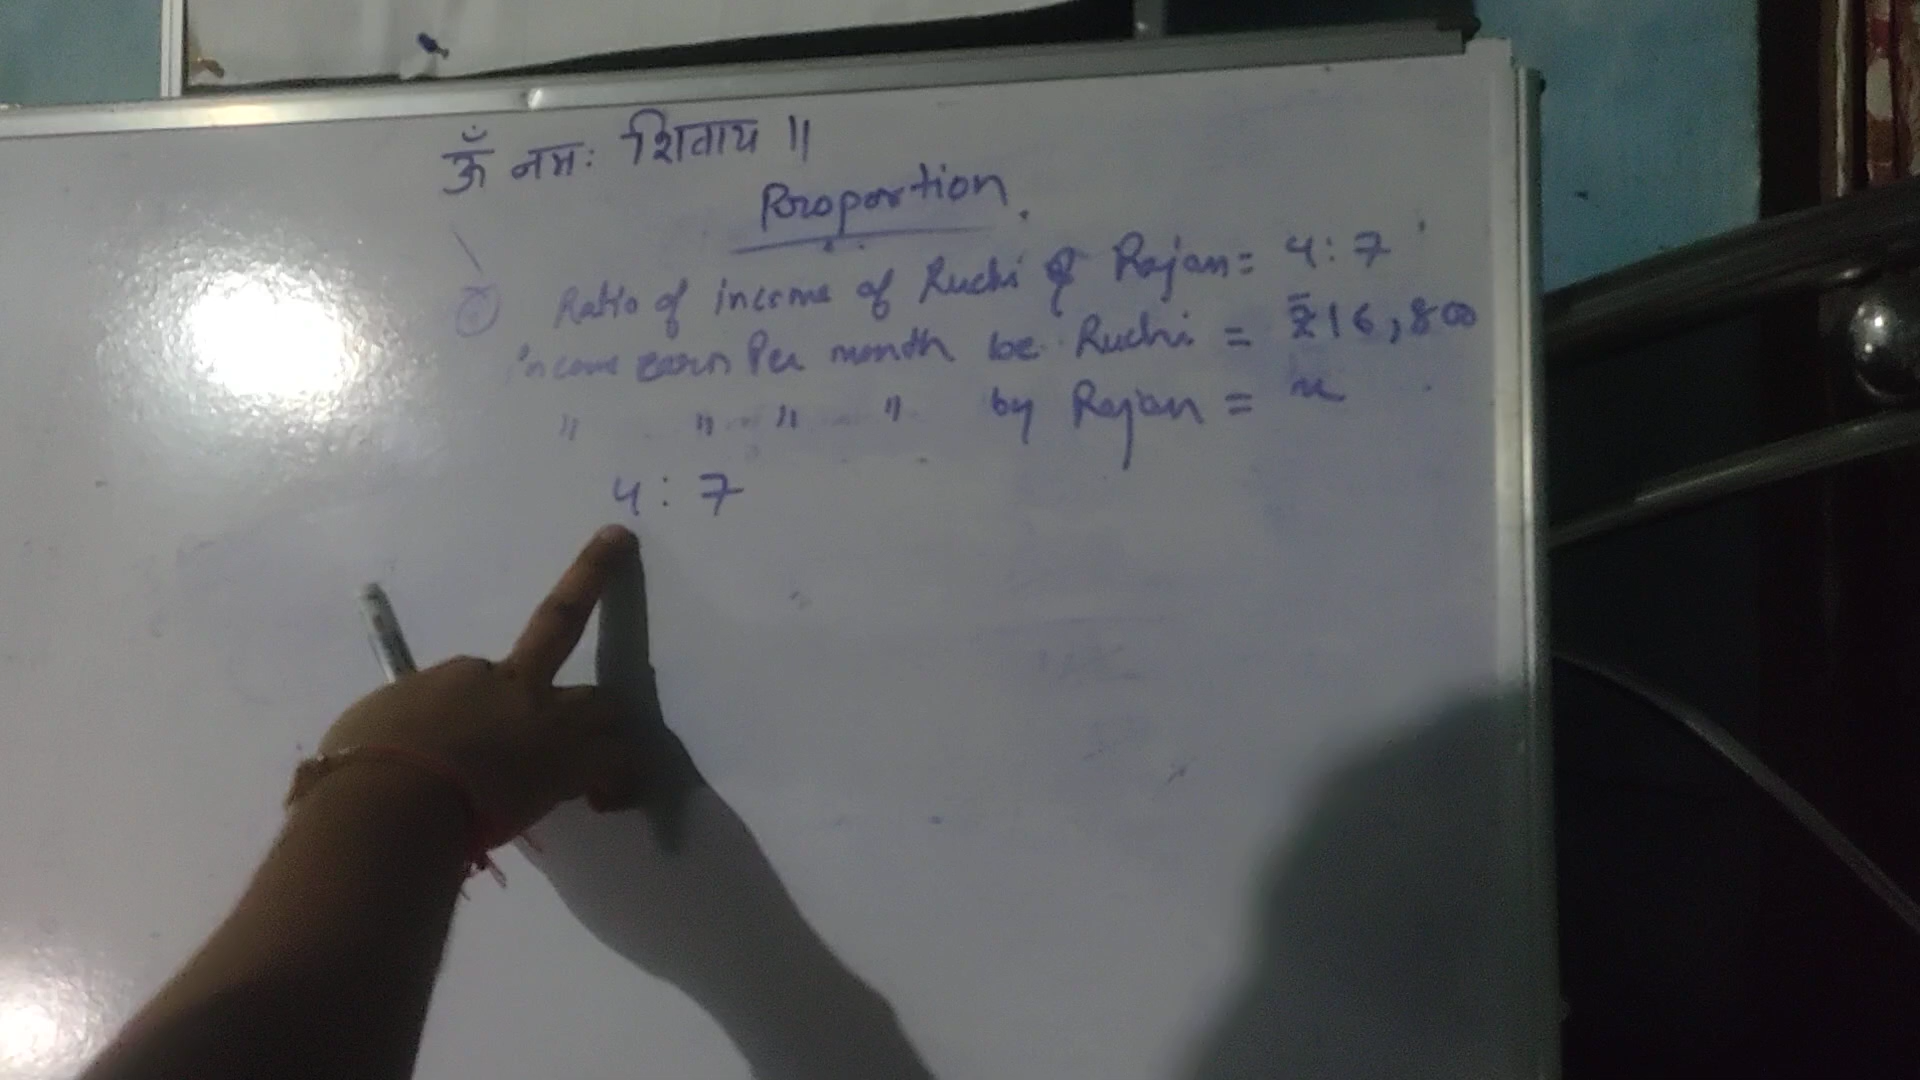 ॐ नमः शिवाय ||
Proportion.
Ratio of income of Ruchi & Rajan = 4 : 7
income earn Per month be Ruchi = ₹16,800
" " " " by Rajan = x
4 : 7